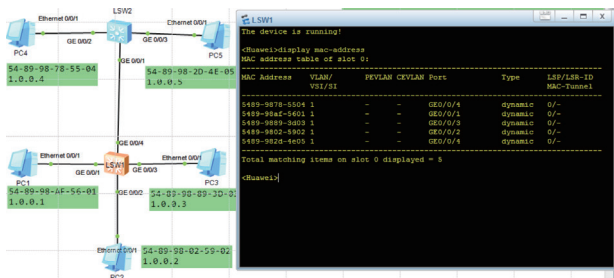 LSW2
Ethernet 0/0/1
Ethernet 0/0/1
GE 0/0/2
GE 0/0/3
PC4
PC5
GE 0/0/1
54-89-98-78-55-04
1.0.0.4
54-89-98-2D-4E-05
1.0.0.5
GE 0/0/4
Ethernet 0/0/1
LSW1
Ethernet 0/0/1
GE 0/0/1
GE 0/0/3
PC1
PC3
54-89-98-AF-56-01
1.0.0.1
GE 0/0/2
54-89-98-89-3D-03
1.0.0.3
Ethernet 0/0/1
54-89-98-02-59-02
1.0.0.2
PC2
LSW1
The device is running!
<Huawei>display mac-address
MAC address table of slot 0:
MAC Address VLAN/ PEVLAN CEVLAN Port Type LSP/LSR-ID
VSI/SI MAC-Tunnel
5489-9878-5504 1 - - GE0/0/4 dynamic 0/-
5489-98af-5601 1 - - GE0/0/1 dynamic 0/-
5489-9889-3d03 1 - - GE0/0/3 dynamic 0/-
5489-9802-5902 1 - - GE0/0/2 dynamic 0/-
5489-982d-4e05 1 - - GE0/0/4 dynamic 0/-
Total matching items on slot 0 displayed = 5
<Huawei>